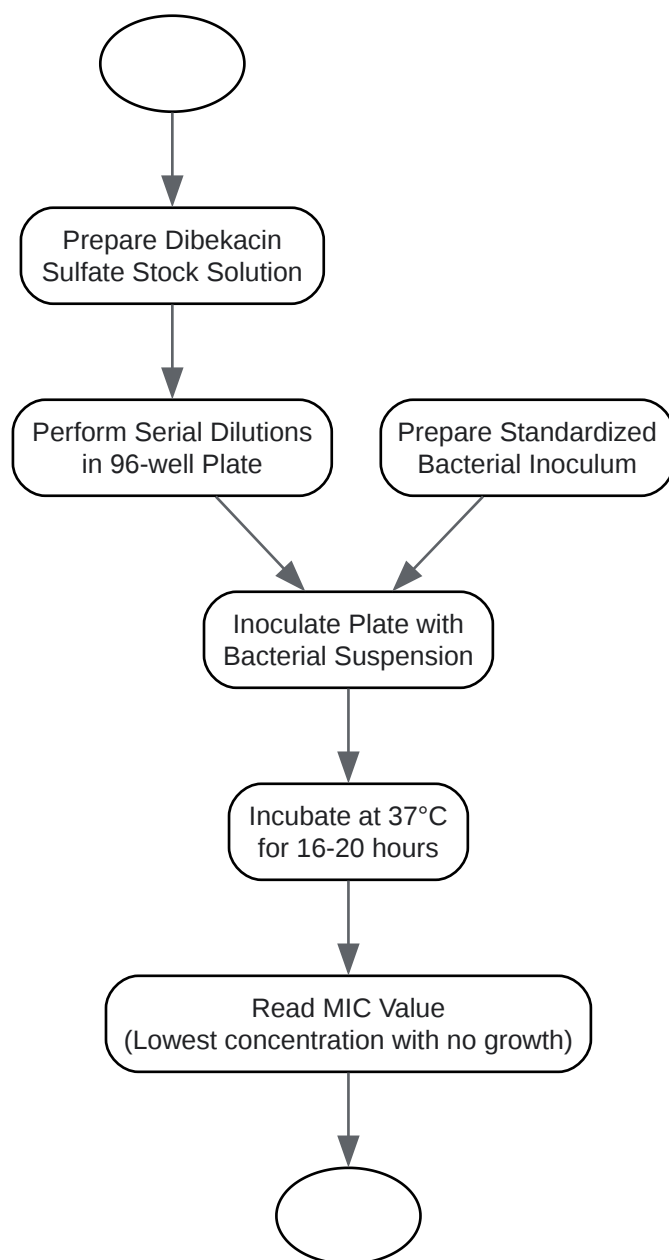 Prepare Dibekacin
Sulfate Stock Solution
Perform Serial Dilutions
in 96-well Plate
Prepare Standardized
Bacterial Inoculum
Inoculate Plate with
Bacterial Suspension
Incubate at 37°C
for 16-20 hours
Read MIC Value
(Lowest concentration with no growth)